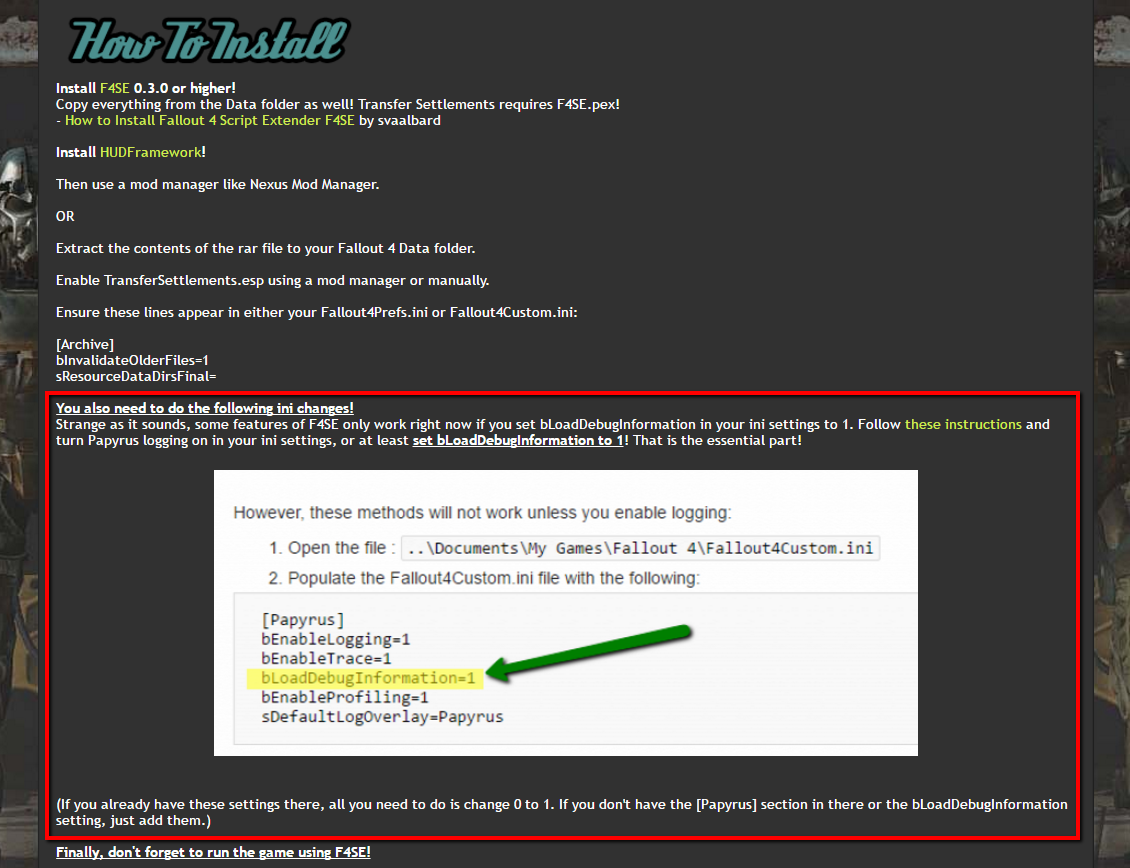 How To Install
Install F4SE 0.3.0 or higher!
Copy everything from the Data folder as well! Transfer Settlements requires F4SE.pex!
- How to Install Fallout 4 Script Extender F4SE by svaalbard
Install HUDFramework!
Then use a mod manager like Nexus Mod Manager.
OR
Extract the contents of the rar file to your Fallout 4 Data folder.
Enable TransferSettlements.esp using a mod manager or manually.
Ensure these lines appear in either your Fallout4Prefs.ini or Fallout4Custom.ini:
[Archive]
bInvalidateOlderFiles=1
sResourceDataDirsFinal=
You also need to do the following ini changes!
Strange as it sounds, some features of F4SE only work right now if you set bLoadDebugInformation in your ini settings to 1. Follow these instructions and
turn Papyrus logging on in your ini settings, or at least set bLoadDebugInformation to 1! That is the essential part!
However, these methods will not work unless you enable logging:
1. Open the file : ..\Documents\My Games\Fallout 4\Fallout4Custom.ini
2. Populate the Fallout4Custom.ini file with the following:
[Papyrus]
bEnableLogging=1
bEnableTrace=1
bLoadDebugInformation=1
bEnableProfiling=1
sDefaultLogOverlay=Papyrus
(If you already have these settings there, all you need to do is change 0 to 1. If you don't have the [Papyrus] section in there or the bLoadDebugInformation
setting, just add them.)
Finally, don't forget to run the game using F4SE!